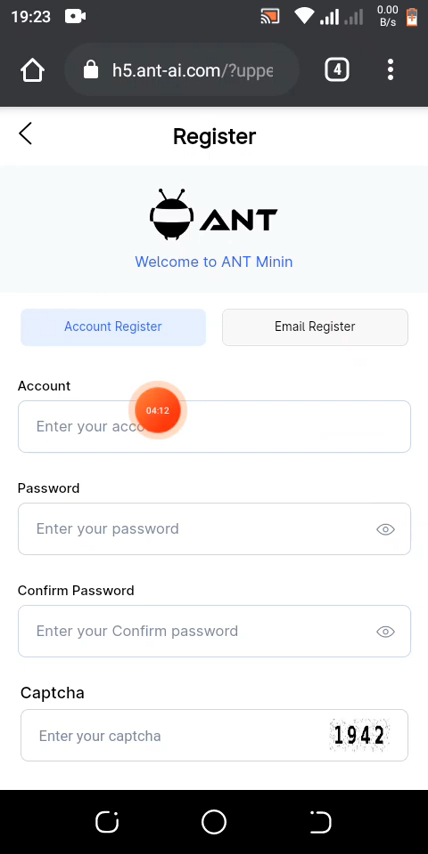 19:23
0.00
B/s
h5.ant-ai.com/?uppe
4
Register
ANT
Welcome to ANT Minin
Account Register
Email Register
Account
Enter your acco
04:12
Password
Enter your password
Confirm Password
Enter your Confirm password
Captcha
Enter your captcha
1942